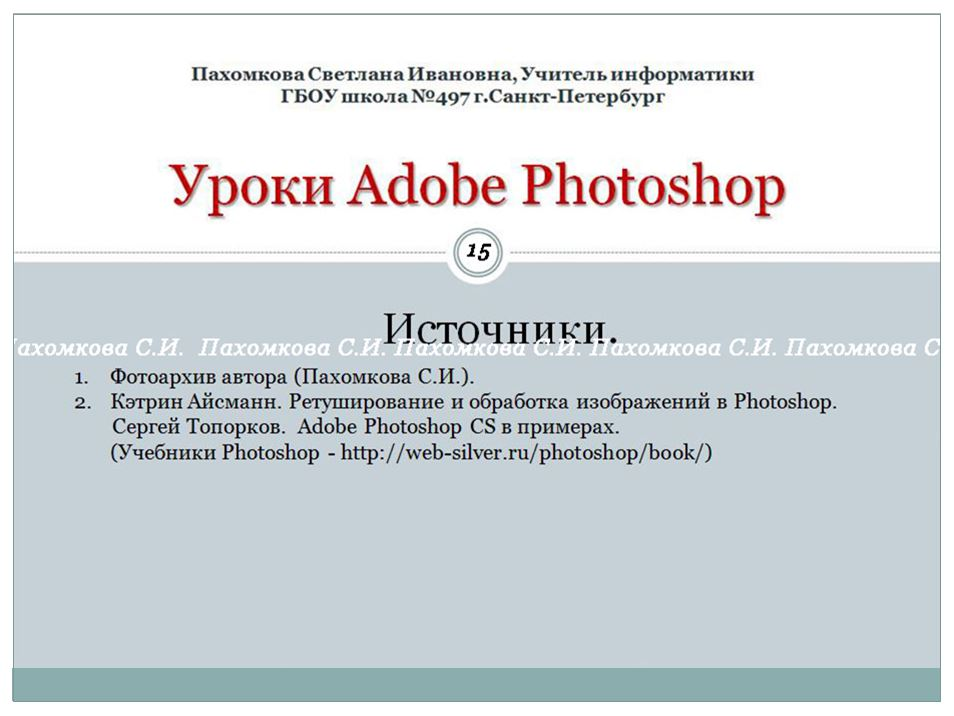 Пахомкова Светлана Ивановна, Учитель информатики
ГБОУ школа №497 г.Санкт-Петербург
Уроки Adobe Photoshop
15
Источники.
Пахомкова С.И. Пахомкова С.И. Пахомкова С.И. Пахомкова С.И. Пахомкова С
1. Фотоархив автора (Пахомкова С.И.).
2. Кэтрин Айсманн. Ретуширование и обработка изображений в Photoshop.
Сергей Топорков. Adobe Photoshop CS в примерах.
(Учебники Photoshop - http://web-silver.ru/photoshop/book/)